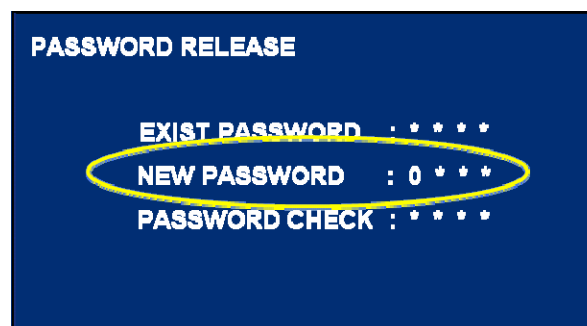 PASSWORD RELEASE
EXIST PASSWORD : * * * *
NEW PASSWORD : 0 * * *
PASSWORD CHECK : * * * *